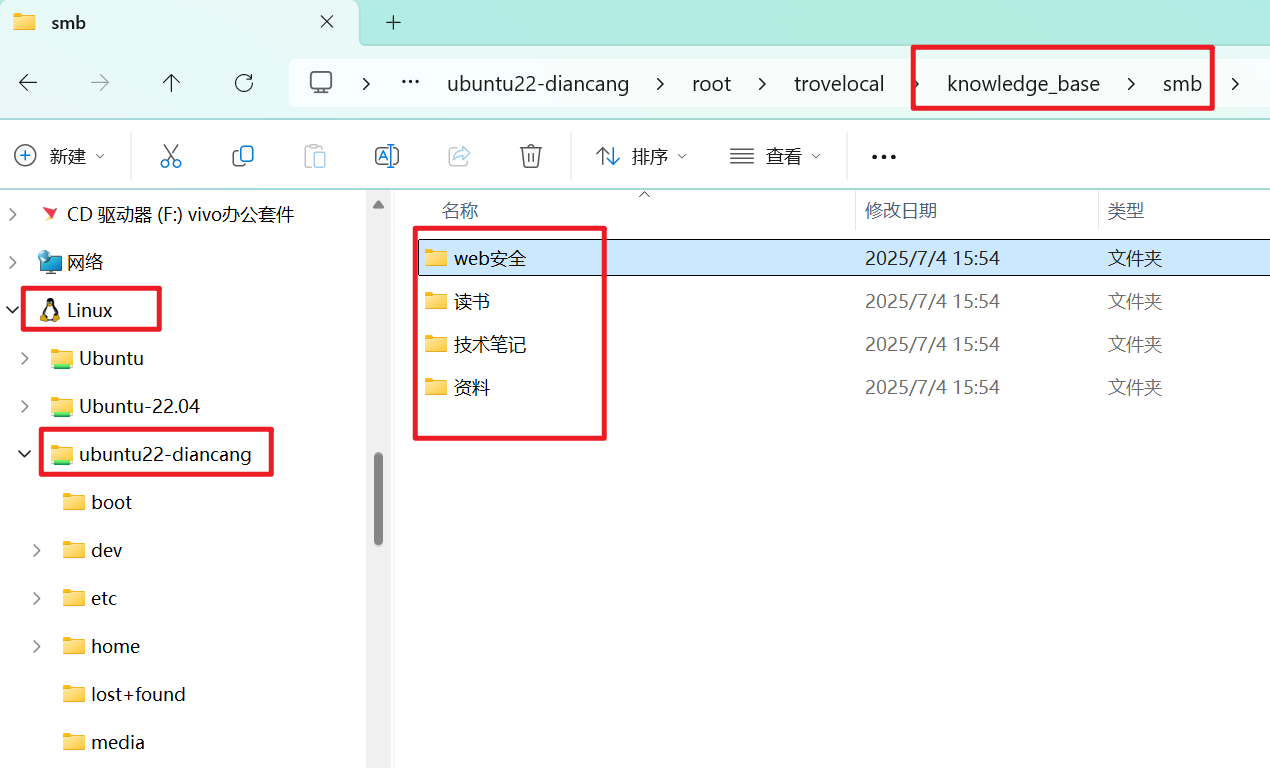 smb
ubuntu22-diancang root trovelocal knowledge_base smb
新建 排序 查看
CD 驱动器 (F:) vivo办公套件
网络
Linux
Ubuntu
Ubuntu-22.04
ubuntu22-diancang
boot
dev
etc
home
lost+found
media
名称 修改日期 类型
web安全 2025/7/4 15:54 文件夹
读书 2025/7/4 15:54 文件夹
技术笔记 2025/7/4 15:54 文件夹
资料 2025/7/4 15:54 文件夹